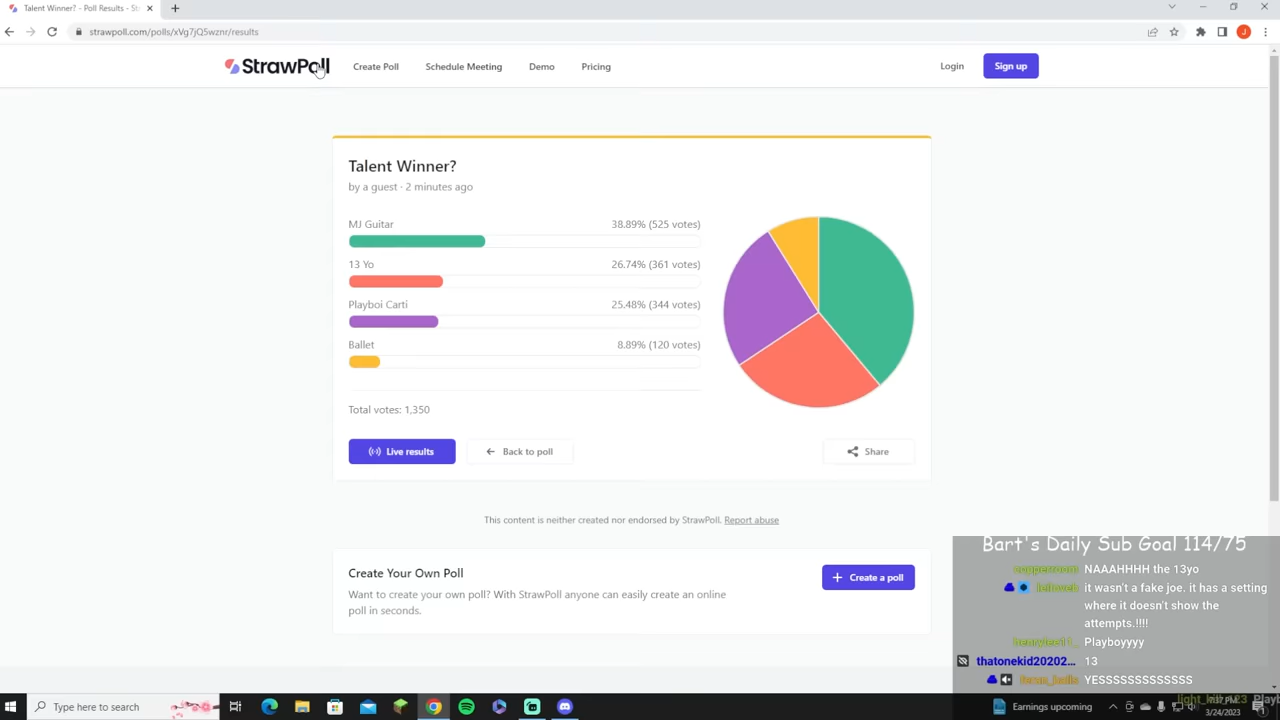 Talent Winner? - Poll Results - St
strawpoll.com/polls/xVg7jQ5wznr/results
J
StrawPoll
Create Poll
Schedule Meeting
Demo
Pricing
Login
Sign up
Talent Winner?
by a guest · 2 minutes ago
MJ Guitar 38.89% (525 votes)
13 Yo 26.74% (361 votes)
Playboi Carti 25.48% (344 votes)
Ballet 8.89% (120 votes)
Total votes: 1,350
Live results
Back to poll
Share
This content is neither created nor endorsed by StrawPoll. Report abuse
Create Your Own Poll
Want to create your own poll? With StrawPoll anyone can easily create an online
poll in seconds.
Create a poll
Bart's Daily Sub Goal 114/75
NAAAHHHH the 13yo
it wasn't a fake joe. it has a setting
where it doesn't show the
attempts.!!!!
Playboyyyy
thatonekid20202... 13
YESSSSSSSSSSSS
Type here to search
Earnings upcoming
PM
3/24/2023